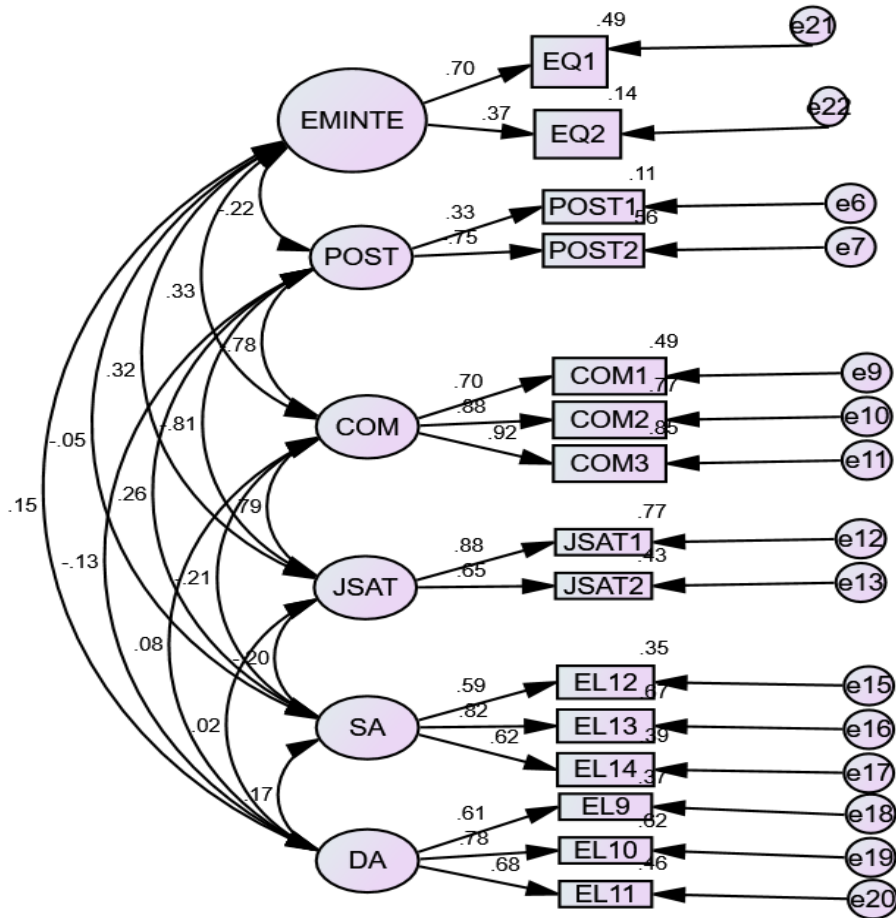 .49
e21
.70
EQ1
EMINTE
.14
.37
e22
EQ2
.11
-.22
.33
POST1
.56
e6
POST
-.75
POST2
e7
.33
.78
.49
.32
.70
COM1
.77
e9
-.81
COM
.88
COM2
.85
e10
-.05
.92
COM3
e11
.26
.79
.15
.77
-.13
.88
JSAT1
.43
e12
-.21
JSAT
.65
JSAT2
e13
.08
-.20
.35
.59
EL12
.67
e15
.02
SA
.82
EL13
.39
e16
.62
EL14
.37
e17
.17
.61
EL9
.62
e18
DA
.78
EL10
.46
e19
.68
EL11
e20